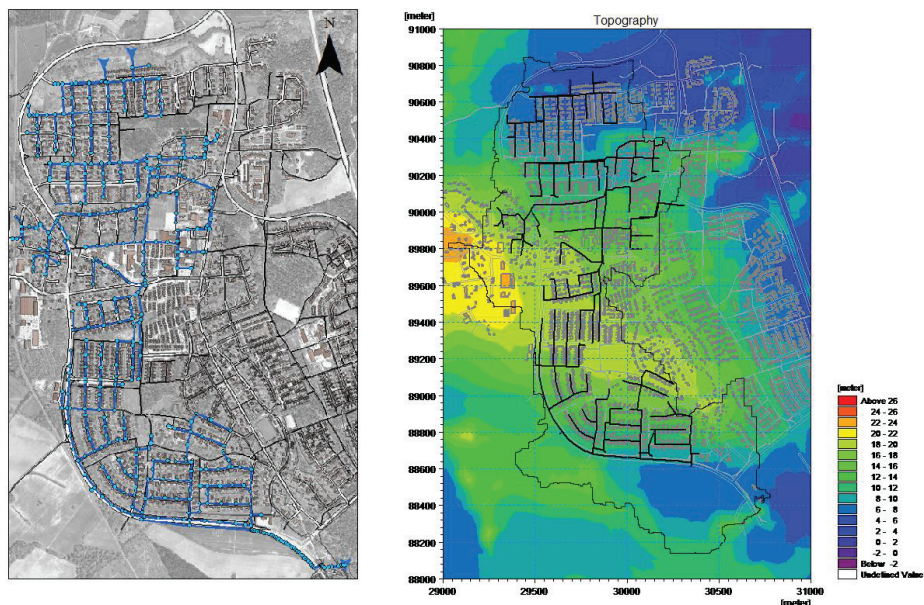 N
Topography
[meter]
91000
90800
90600
90400
90200
90000
89800
89600
89400
89200
89000
88800
88600
88400
88200
88000
29000
29500
30000
30500
31000
[meter]
[meter]
Above 26
24 - 26
22 - 24
20 - 22
18 - 20
16 - 18
14 - 16
12 - 14
10 - 12
8 - 10
6 - 8
4 - 6
2 - 4
0 - 2
-2 - 0
Below -2
Undefined Value